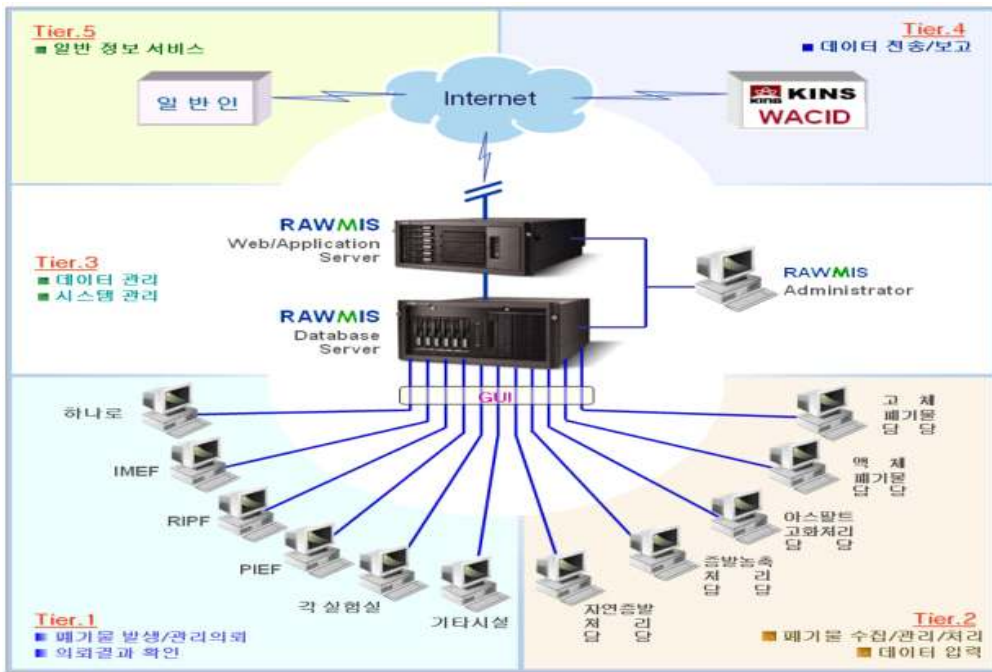 Tier.5
■ 일반 정보 서비스
일 반 인
Internet
Tier.4
■ 데이터 전송/보고
KINS KINS
WACID
RAWMIS
Web/Application
Server
Tier.3
■ 데이터 관리
■ 시스템 관리
RAWMIS
Database
Server
RAWMIS
Administrator
GUI
하나로
IMEF
RIPF
PIEF
각 실험실
기타시설
Tier.1
■ 폐기물 발생/관리의뢰
■ 의뢰결과 확인
고 체
폐기물
담 당
액 체
폐기물
담 당
아스팔트
고화처리
담 당
증발농축
처 리
담 당
자연증발
처 리
담 당
Tier.2
■ 폐기물 수집/관리/처리
■ 데이터 입력